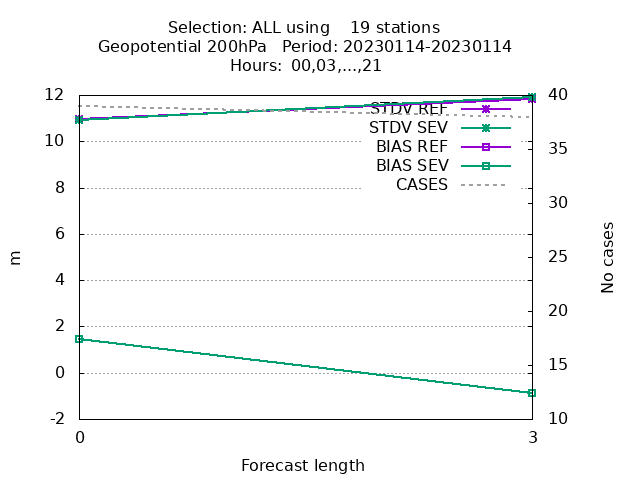 Selection: ALL using    19 stations
Geopotential 200hPa   Period: 20230114-20230114
Hours:  00,03,...,21
12
10
8
6
4
2
0
-2
m
40
35
30
25
20
15
10
No cases
STDV REF
STDV SEV
BIAS REF
BIAS SEV
CASES
0
3
Forecast length